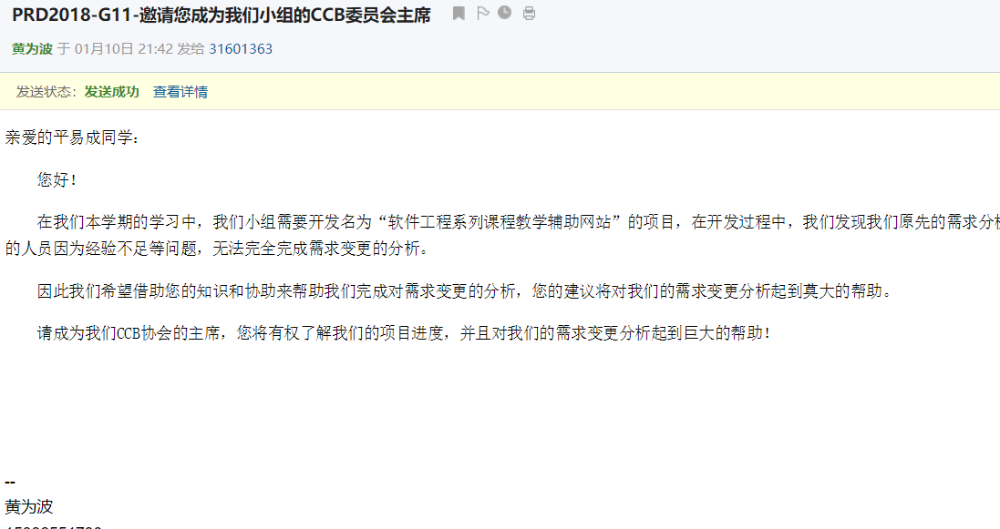 PRD2018-G11-邀请您成为我们小组的CCB委员会主席
黄为波 于 01月10日 21:42 发送给 31601363
发送状态：发送成功 查看详情
亲爱的平易成同学：
您好！
在我们本学期的学习中，我们小组需要开发名为“软件工程系列课程教学辅助网站”的项目，在开发过程中，我们发现我们原先的需求分
的人员因为经验不足等问题，无法完全完成需求变更的分析。
因此我们希望借助您的知识和协助来帮助我们完成对需求变更的分析，您的建议将对我们的需求变更分析起到莫大的帮助。
请成为我们CCB协会的主席，您将有权了解我们的项目进度，并且对我们的需求变更分析起到巨大的帮助！
--
黄为波